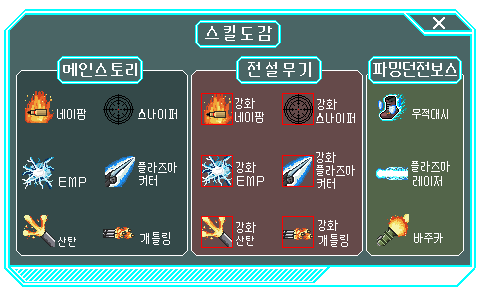 스킬도감
메인스토리
네이팜
스나이퍼
EMP
플라즈마
커터
산탄
개틀링
전설무기
강화
네이팜
강화
스나이퍼
강화
EMP
강화
플라즈마
커터
강화
산탄
강화
개틀링
파밍던전보스
무적대시
플라즈마
레이저
바주카